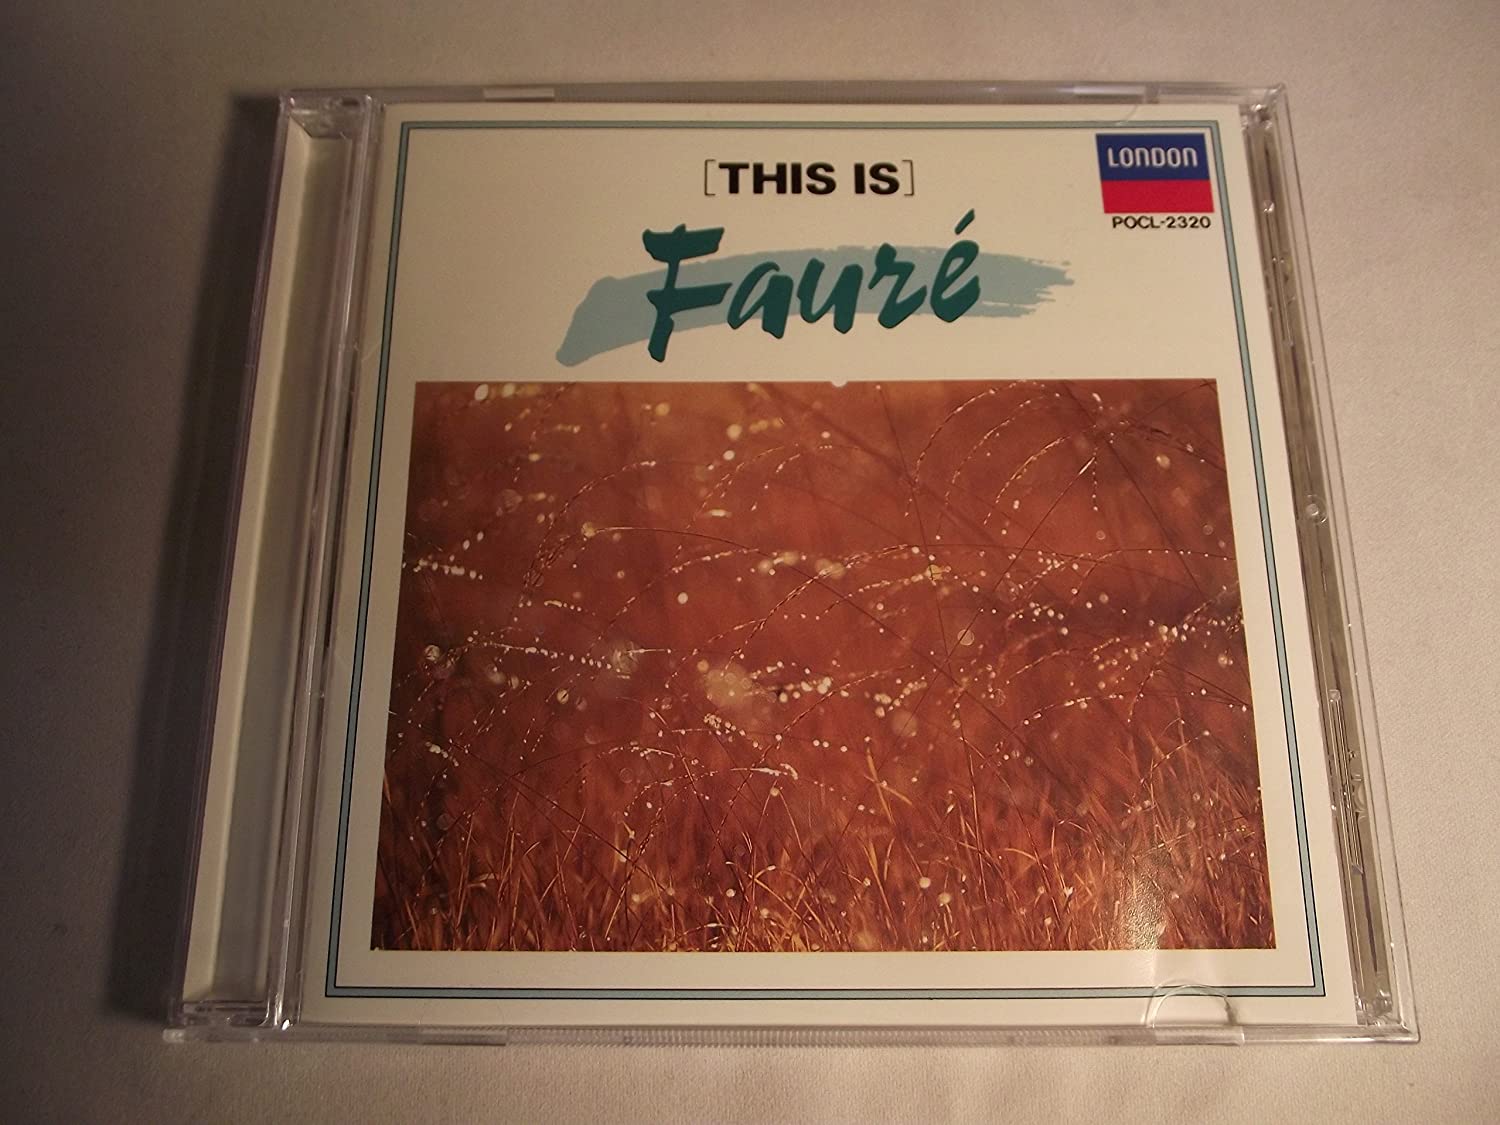 [THIS IS]
LONDON
POCL-2320
Fauré